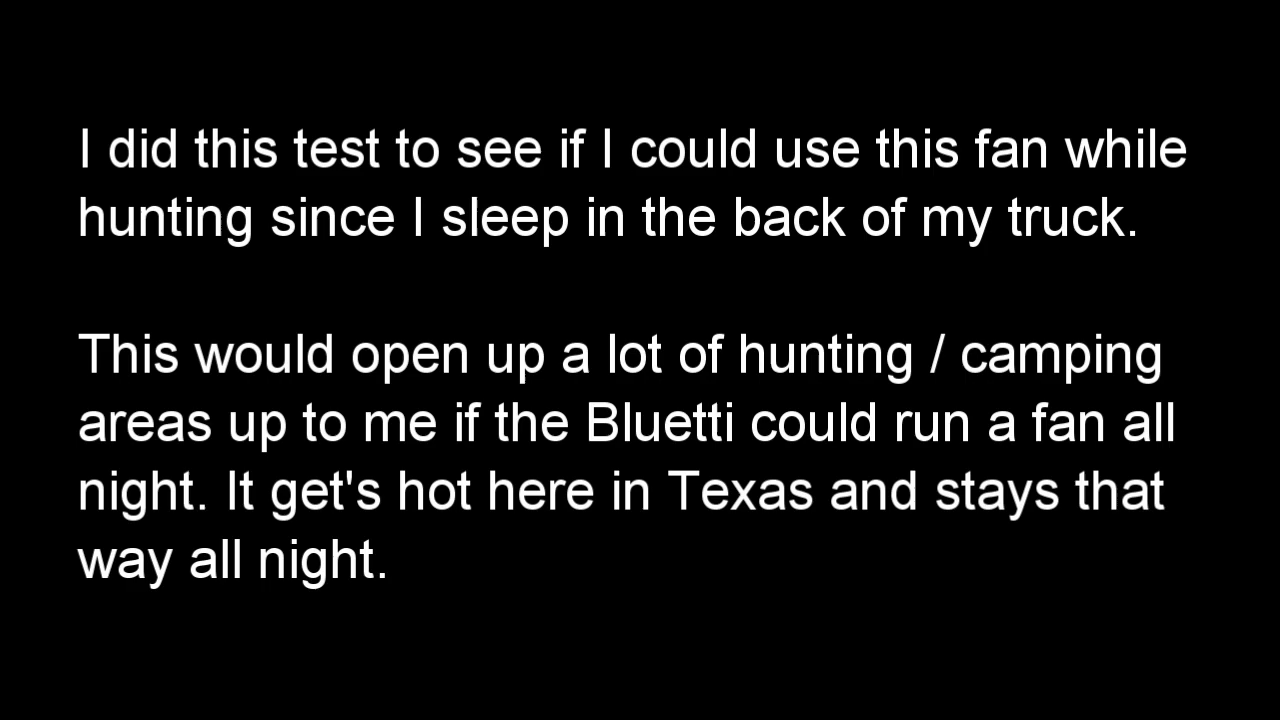 I did this test to see if I could use this fan while
hunting since I sleep in the back of my truck.
This would open up a lot of hunting / camping
areas up to me if the Bluetti could run a fan all
night. It get's hot here in Texas and stays that
way all night.